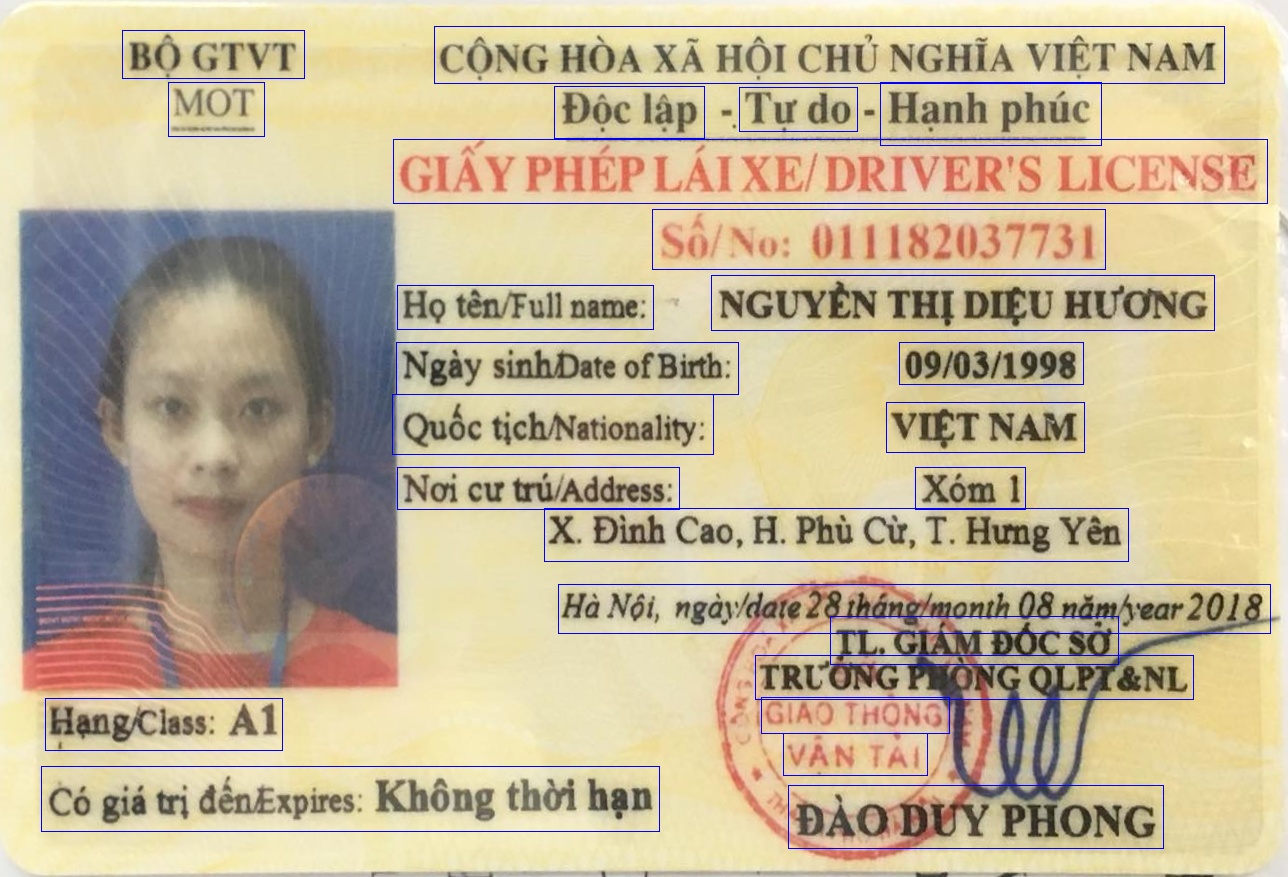 BỘ GTVT
MOT
CỘNG HÒA XÃ HỘI CHỦ NGHĨA VIỆT NAM
Độc lập - Tự do - Hạnh phúc
GIẤY PHÉP LÁI XE/ DRIVER'S LICENSE
Số/ No: 011182037731
Họ tên/Full name: NGUYỄN THỊ DIỆU HƯƠNG
Ngày sinh/Date of Birth: 09/03/1998
Quốc tịch/Nationality: VIỆT NAM
Nơi cư trú/Address: Xóm 1
X. Đình Cao, H. Phù Cừ, T. Hưng Yên
Hà Nội, ngày/date 28 tháng/month 08 năm/year 2018
TL. GIÁM ĐỐC SỞ
TRƯỞNG PHÒNG QLPT&NL
GIAO THÔNG
VẬN TẢI
ĐÀO DUY PHONG
Hạng/Class: A1
Có giá trị đến/Expires: Không thời hạn